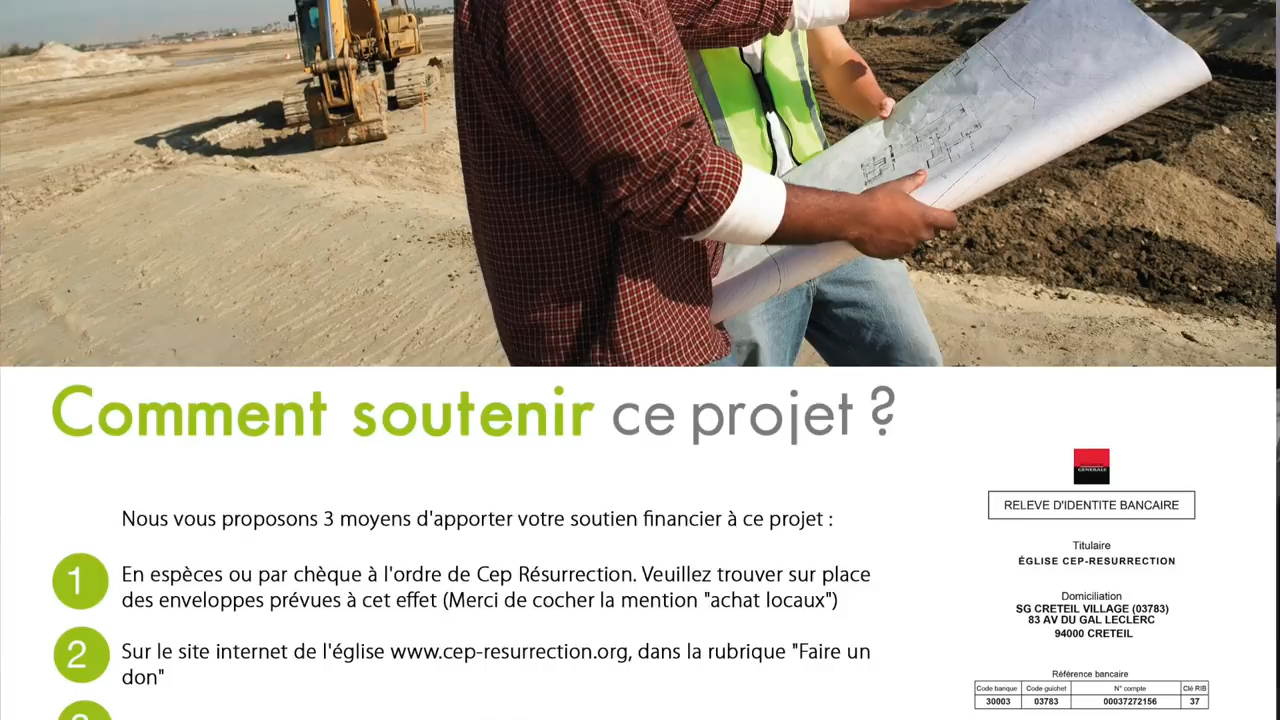 Comment soutenir ce projet ?
Nous vous proposons 3 moyens d'apporter votre soutien financier à ce projet :
1
En espèces ou par chèque à l'ordre de Cep Résurrection. Veuillez trouver sur place
des enveloppes prévues à cet effet (Merci de cocher la mention "achat locaux")
2
Sur le site internet de l'église www.cep-resurrection.org, dans la rubrique "Faire un
don"
GENERALE
RELEVE D'IDENTITE BANCAIRE
Titulaire
ÉGLISE CEP-RESURRECTION
Domiciliation
SG CRETEIL VILLAGE (03783)
83 AV DU GAL LECLERC
94000 CRETEIL
Référence bancaire
Code banque Code guichet N° compte Clé RIB
30003 03783 00037272156 37